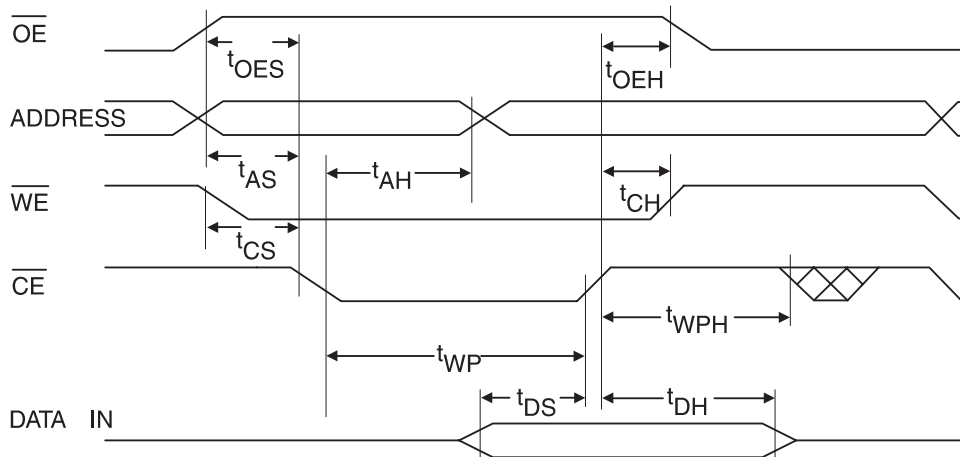 OE
tOES
tOEH
ADDRESS
tAS
tAH
WE
tCH
tCS
CE
tWPH
tWP
tDS
tDH
DATA IN